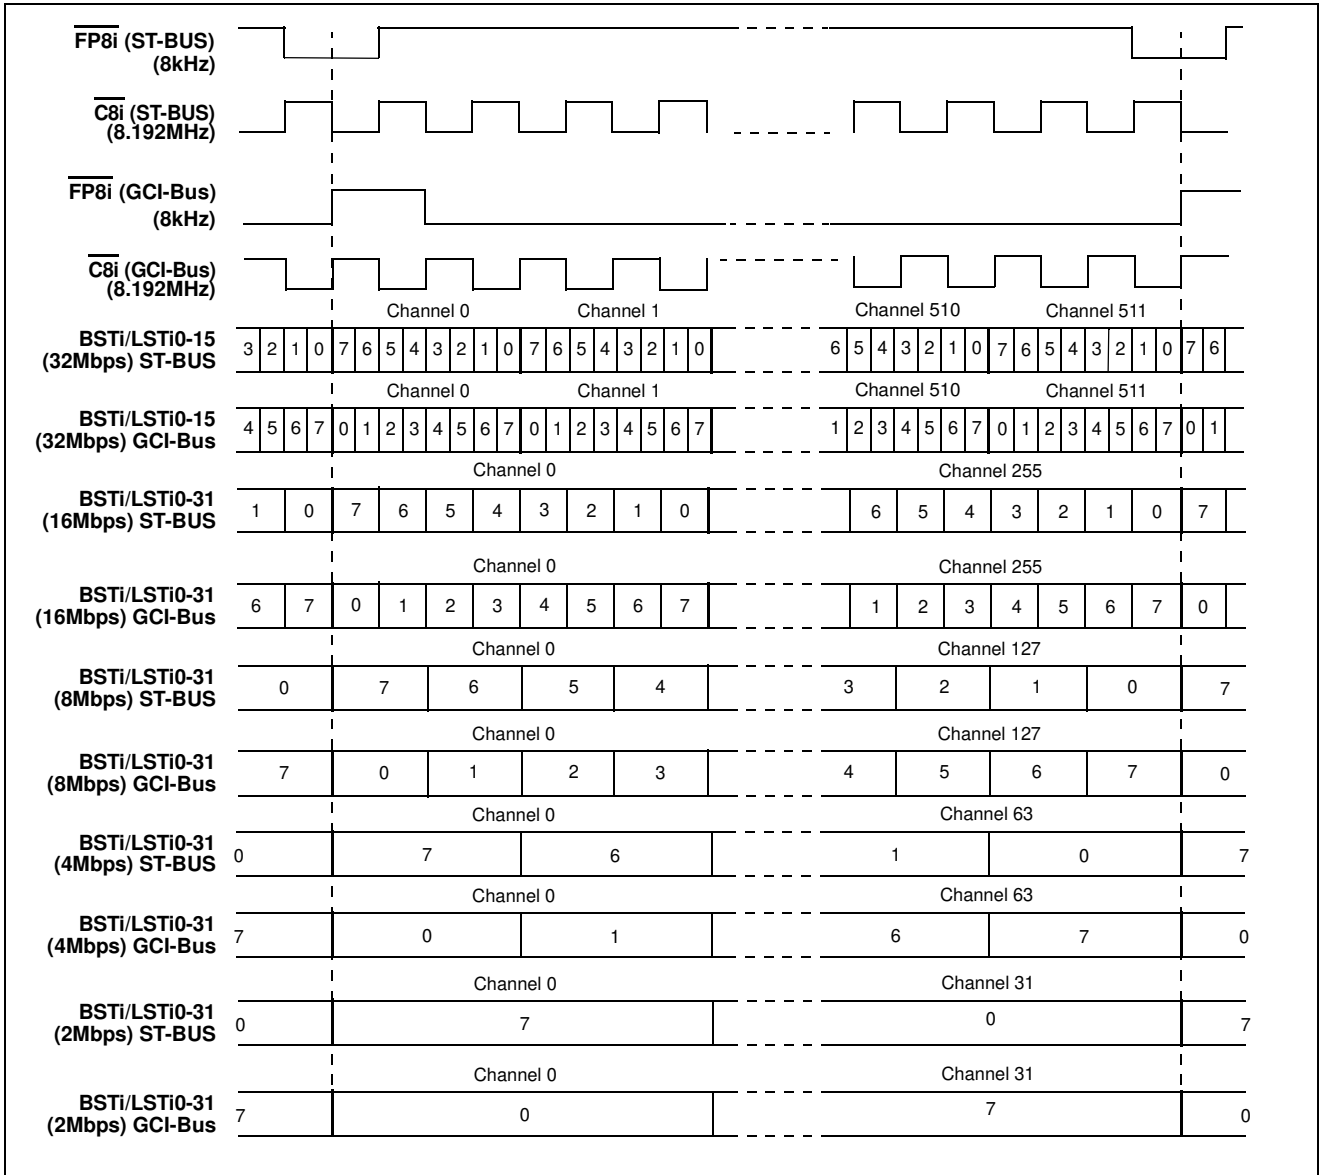 FP8i (ST-BUS)
(8kHz)
C8i (ST-BUS)
(8.192MHz)
FP8i (GCI-Bus)
(8kHz)
C8i (GCI-Bus)
(8.192MHz)
Channel 0 Channel 1 Channel 510 Channel 511
BSTi/LSTi0-15
(32Mbps) ST-BUS
3 2 1 0 7 6 5 4 3 2 1 0 7 6 5 4 3 2 1 0 6 5 4 3 2 1 0 7 6 5 4 3 2 1 0 7 6
Channel 0 Channel 1 Channel 510 Channel 511
BSTi/LSTi0-15
(32Mbps) GCI-Bus
4 5 6 7 0 1 2 3 4 5 6 7 0 1 2 3 4 5 6 7 1 2 3 4 5 6 7 0 1 2 3 4 5 6 7 0 1
Channel 0 Channel 255
BSTi/LSTi0-31
(16Mbps) ST-BUS
1 0 7 6 5 4 3 2 1 0 6 5 4 3 2 1 0 7
Channel 0 Channel 255
BSTi/LSTi0-31
(16Mbps) GCI-Bus
6 7 0 1 2 3 4 5 6 7 1 2 3 4 5 6 7 0
Channel 0 Channel 127
BSTi/LSTi0-31
(8Mbps) ST-BUS
0 7 6 5 4 3 2 1 0 7
Channel 0 Channel 127
BSTi/LSTi0-31
(8Mbps) GCI-Bus
7 0 1 2 3 4 5 6 7 0
Channel 0 Channel 63
BSTi/LSTi0-31
(4Mbps) ST-BUS
0 7 6 1 0 7
Channel 0 Channel 63
BSTi/LSTi0-31
(4Mbps) GCI-Bus
7 0 1 6 7 0
Channel 0 Channel 31
BSTi/LSTi0-31
(2Mbps) ST-BUS
0 7 0 7
Channel 0 Channel 31
BSTi/LSTi0-31
(2Mbps) GCI-Bus
7 0 7 0